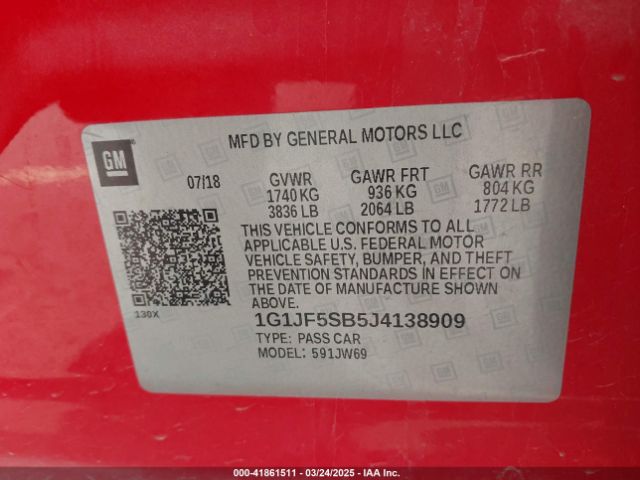 MFD BY GENERAL MOTORS LLC
GM
07/18
GVWR GAWR FRT GAWR RR
1740 KG 936 KG 804 KG
3836 LB 2064 LB 1772 LB
THIS VEHICLE CONFORMS TO ALL
APPLICABLE U.S. FEDERAL MOTOR
VEHICLE SAFETY, BUMPER, AND THEFT
PREVENTION STANDARDS IN EFFECT ON
THE DATE OF MANUFACTURE SHOWN
ABOVE.
130X
1G1JF5SB5J4138909
TYPE: PASS CAR
MODEL: 591JW69
000-41861511 — 03/24/2025 — IAA Inc.